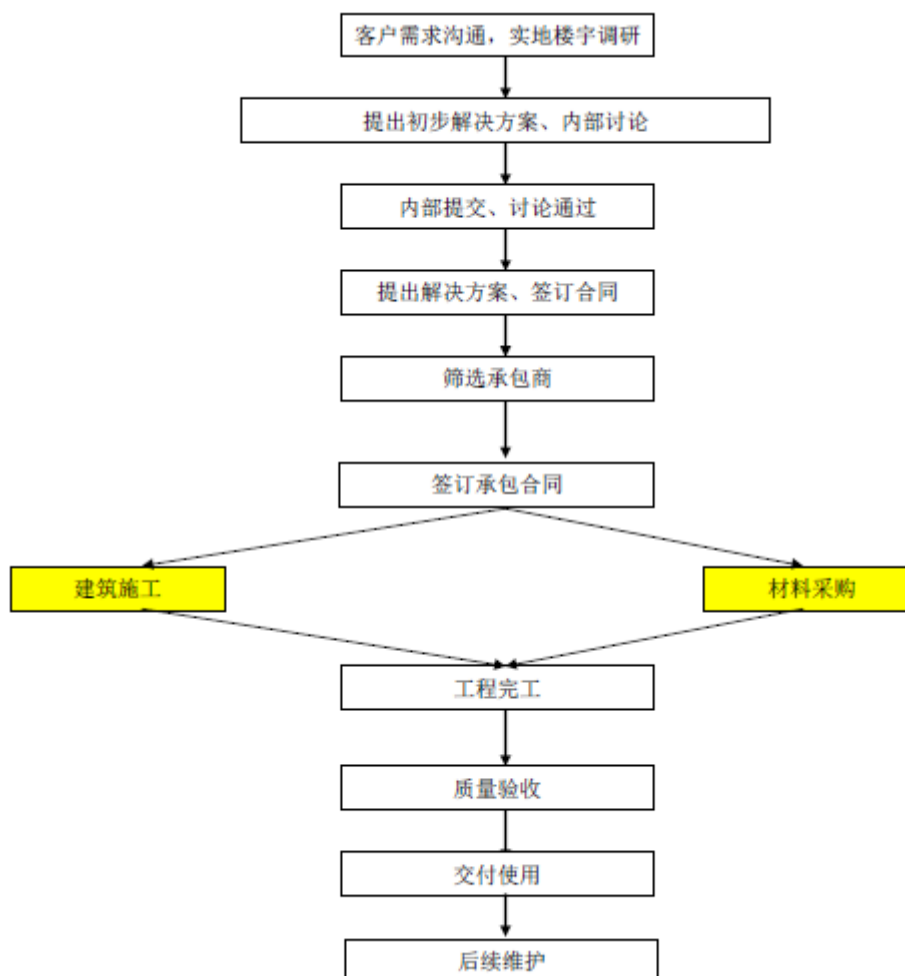 客户需求沟通，实地楼宇调研
提出初步解决方案、内部讨论
内部提交、讨论通过
提出解决方案、签订合同
筛选承包商
签订承包合同
建筑施工
材料采购
工程完工
质量验收
交付使用
后续维护